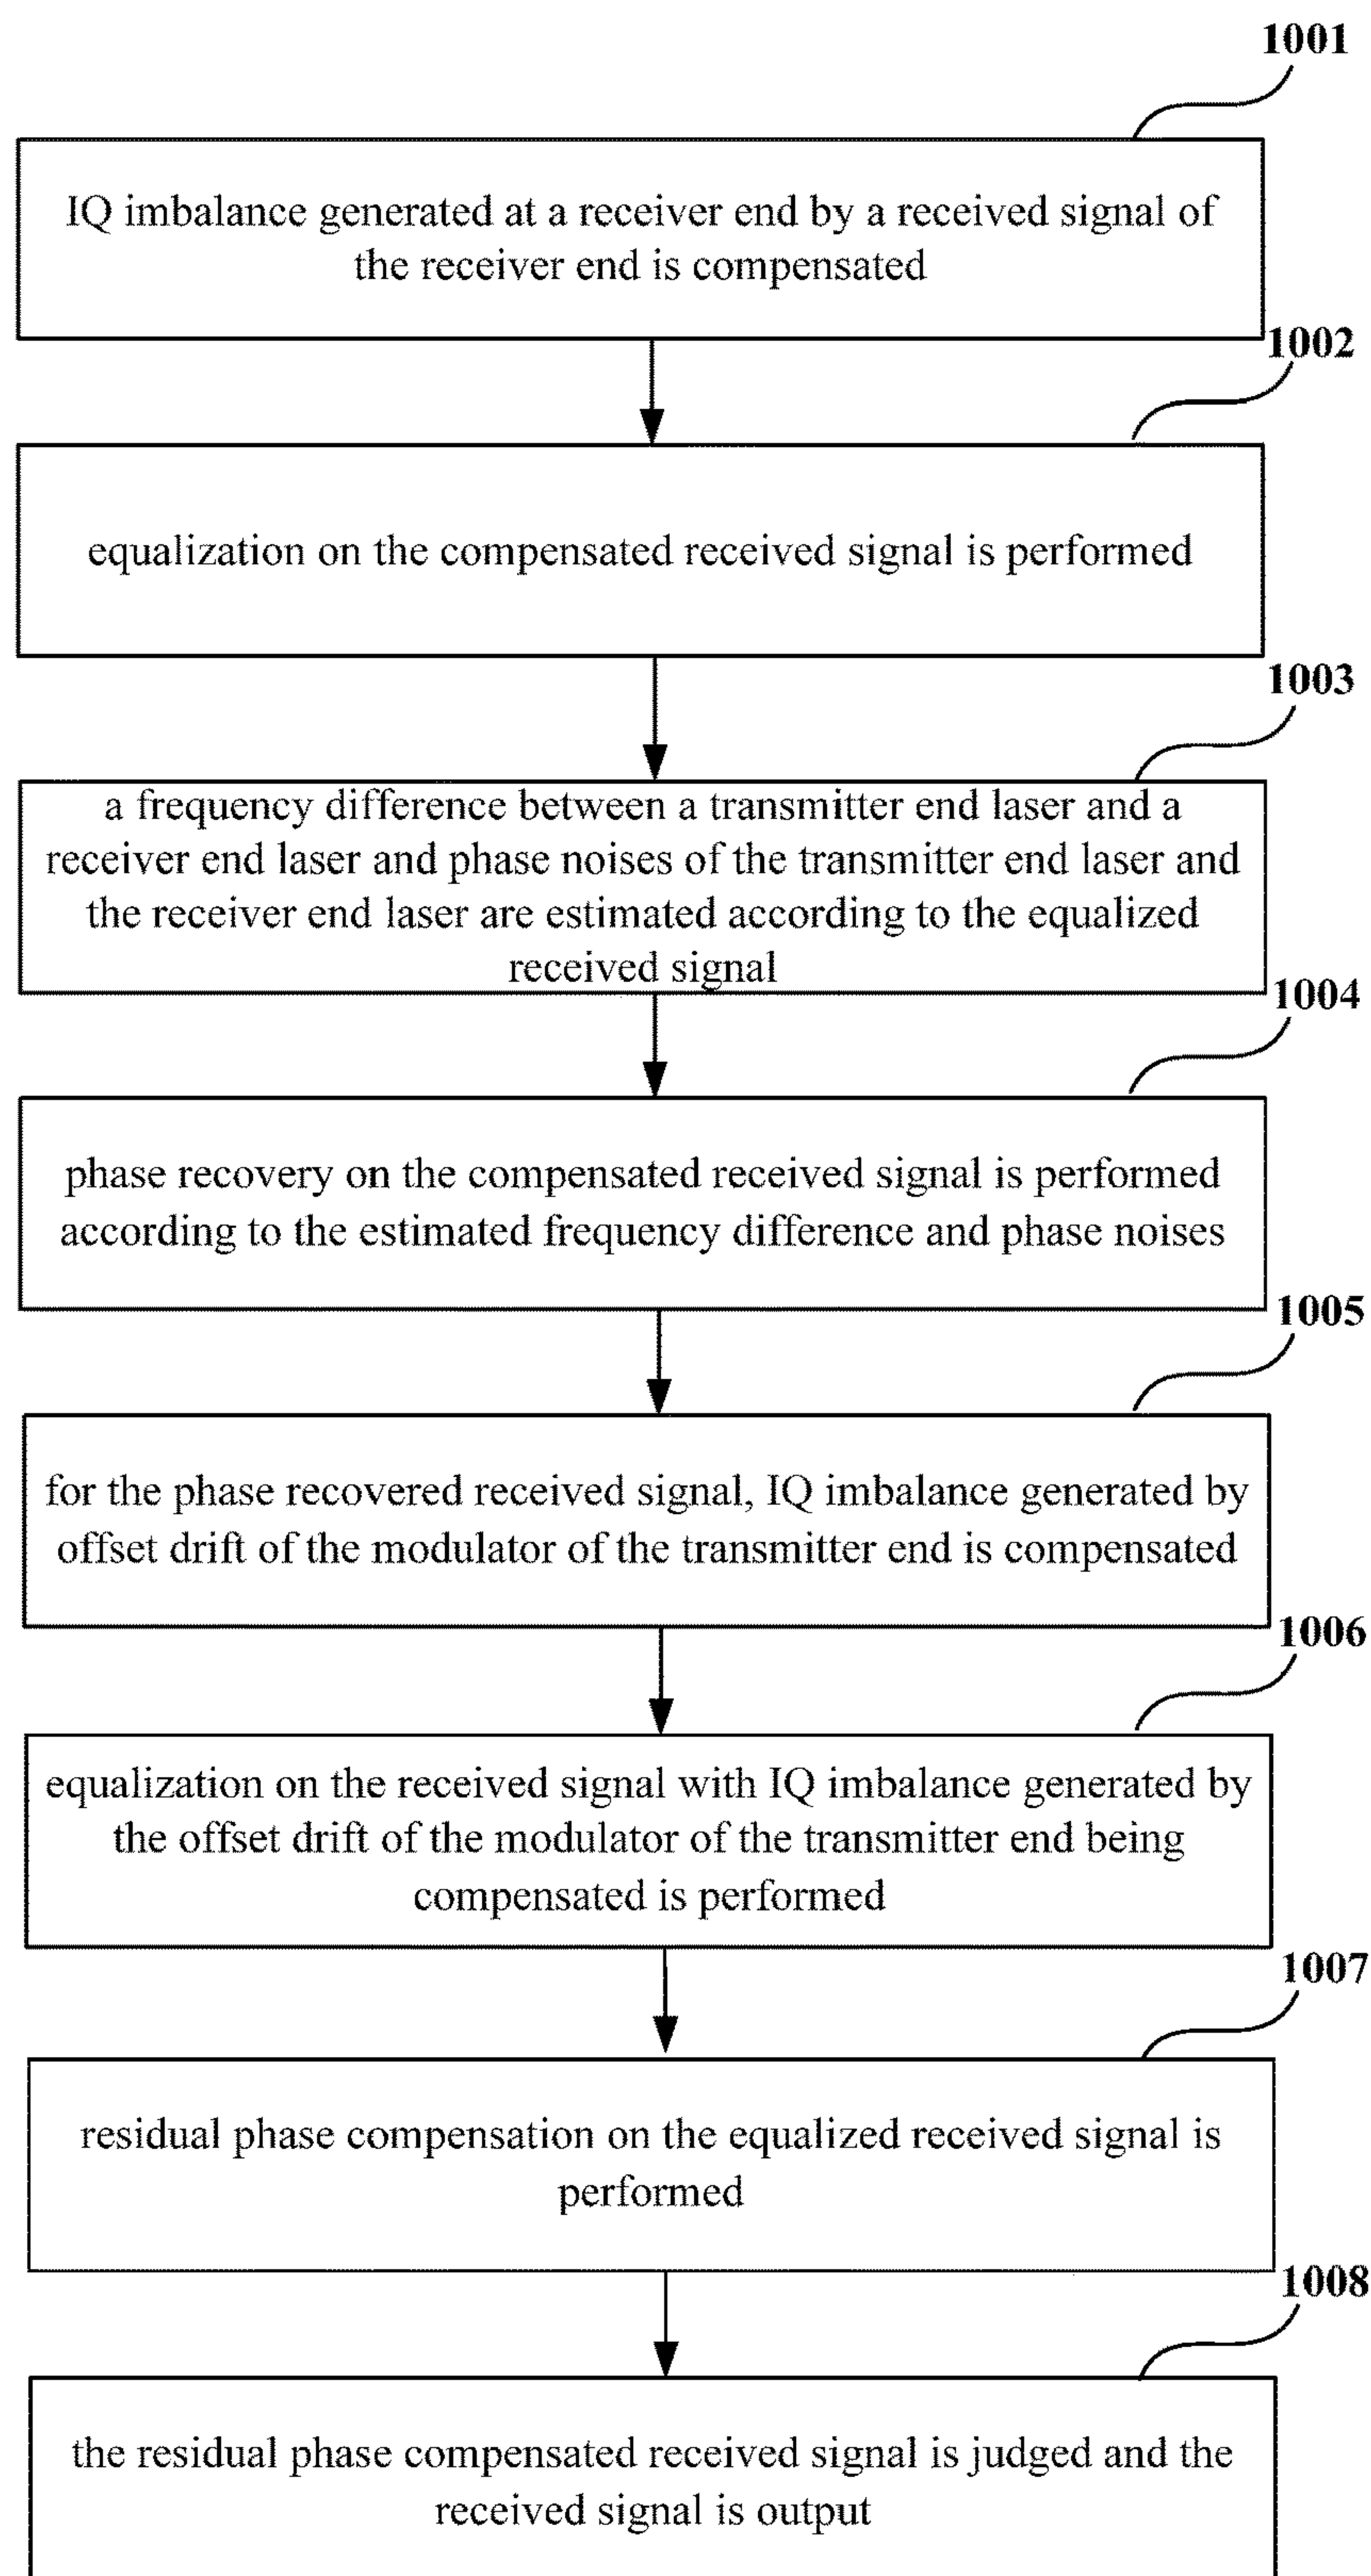 1001
IQ imbalance generated at a receiver end by a received signal of
the receiver end is compensated
1002
equalization on the compensated received signal is performed
1003
a frequency difference between a transmitter end laser and a
receiver end laser and phase noises of the transmitter end laser and
the receiver end laser are estimated according to the equalized
received signal
1004
phase recovery on the compensated received signal is performed
according to the estimated frequency difference and phase noises
1005
for the phase recovered received signal, IQ imbalance generated by
offset drift of the modulator of the transmitter end is compensated
1006
equalization on the received signal with IQ imbalance generated by
the offset drift of the modulator of the transmitter end being
compensated is performed
1007
residual phase compensation on the equalized received signal is
performed
1008
the residual phase compensated received signal is judged and the
received signal is output